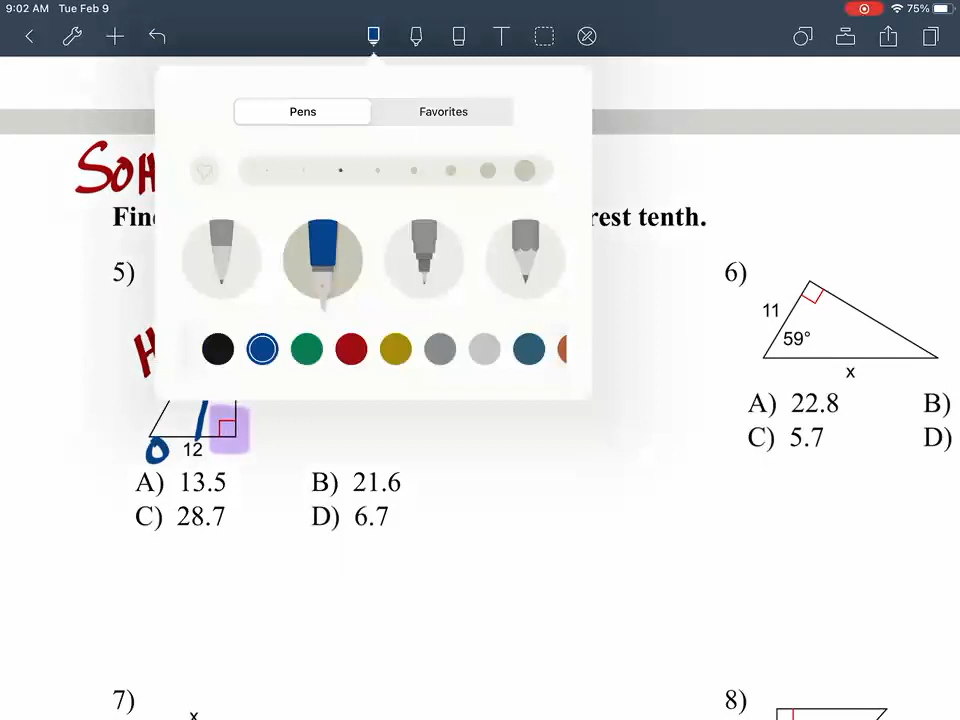 9:02 AM Tue Feb 9
75%
T
Pens
Favorites
SOH
Find
rest tenth.
5)
6)
11
59°
x
H
O
12
A) 22.8
B)
C) 5.7
D)
A) 13.5
B) 21.6
C) 28.7
D) 6.7
7)
x
8)